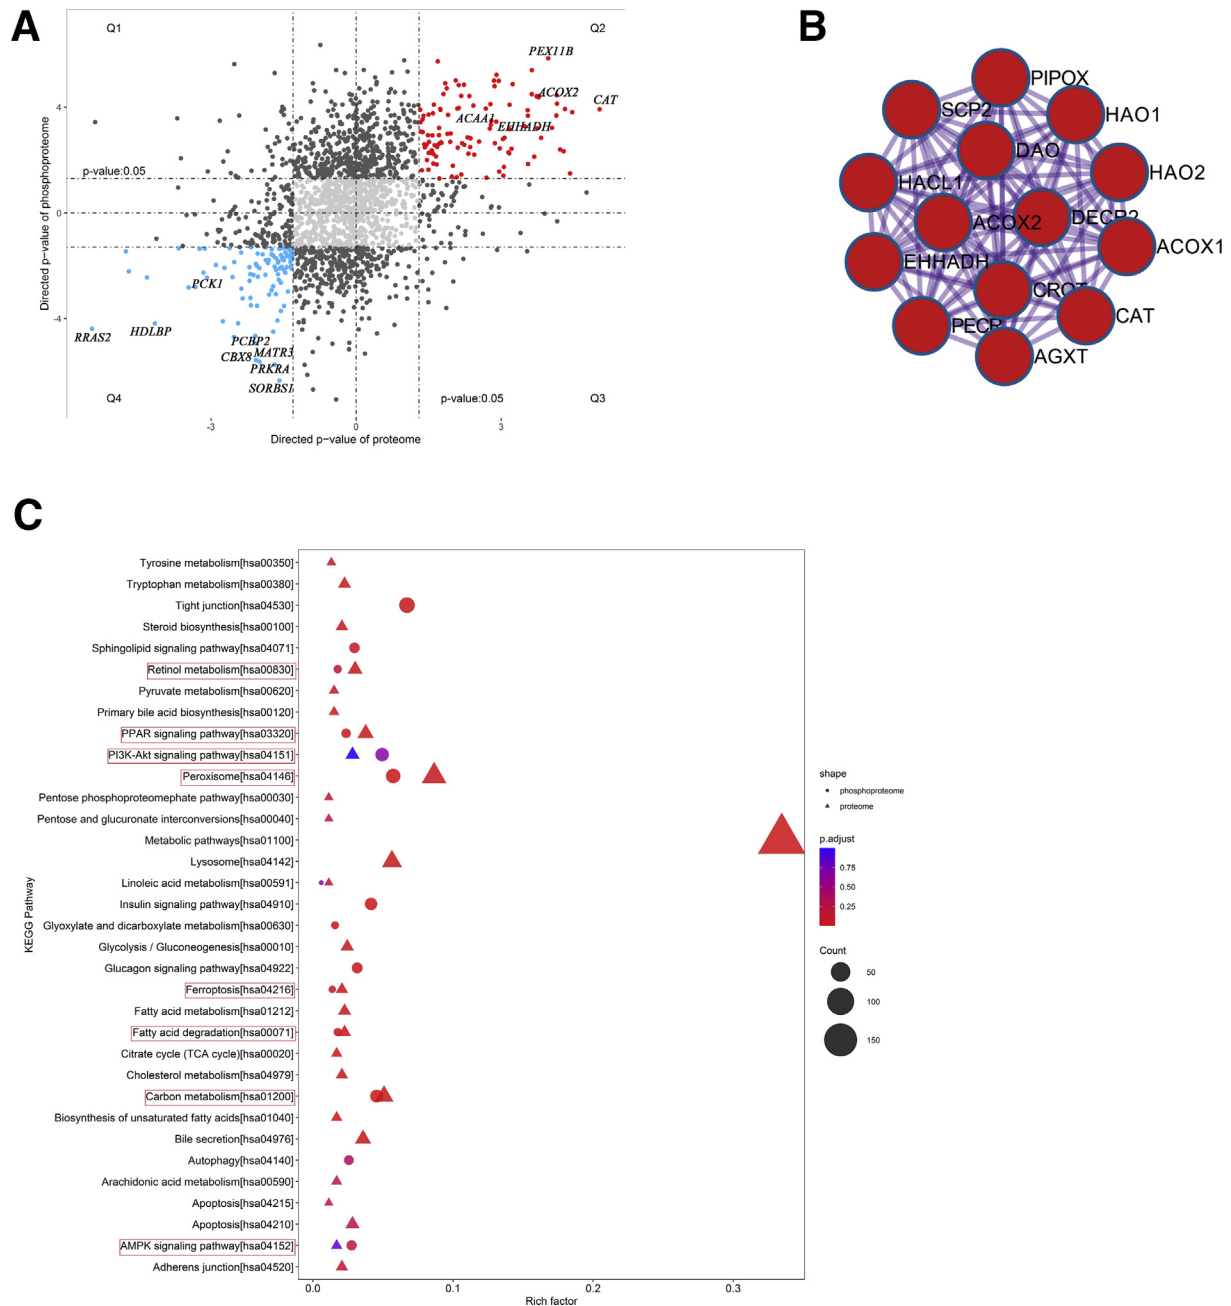 A
Q1
Q2
PEX11B
ACOX2
CAT
ACAA1
EHHADH
p-value:0.05
4
0
-4
Directed p-value of phosphoproteome
PCK1
RRAS2
HDLBP
PCBP2
CBX8
MATR3
PRKRA
SORBS1
Q4
p-value:0.05
Q3
-3
0
3
Directed p-value of proteome
B
PIPOX
SCP2
HAO1
DAO
HAO2
HACL1
ACOX2
DECR2
ACOX1
EHHADH
CROT
CAT
PECR
AGXT
C
KEGG Pathway
Tyrosine metabolism[hsa00350]
Tryptophan metabolism[hsa00380]
Tight junction[hsa04530]
Steroid biosynthesis[hsa00100]
Sphingolipid signaling pathway[hsa04071]
Retinol metabolism[hsa00830]
Pyruvate metabolism[hsa00620]
Primary bile acid biosynthesis[hsa00120]
PPAR signaling pathway[hsa03320]
PI3K-Akt signaling pathway[hsa04151]
Peroxisome[hsa04146]
Pentose phosphoproteomephate pathway[hsa00030]
Pentose and glucuronate interconversions[hsa00040]
Metabolic pathways[hsa01100]
Lysosome[hsa04142]
Linoleic acid metabolism[hsa00591]
Insulin signaling pathway[hsa04910]
Glyoxylate and dicarboxylate metabolism[hsa00630]
Glycolysis / Gluconeogenesis[hsa00010]
Glucagon signaling pathway[hsa04922]
Ferroptosis[hsa04216]
Fatty acid metabolism[hsa01212]
Fatty acid degradation[hsa00071]
Citrate cycle (TCA cycle)[hsa00020]
Cholesterol metabolism[hsa04979]
Carbon metabolism[hsa01200]
Biosynthesis of unsaturated fatty acids[hsa01040]
Bile secretion[hsa04976]
Autophagy[hsa04140]
Arachidonic acid metabolism[hsa00590]
Apoptosis[hsa04215]
Apoptosis[hsa04210]
AMPK signaling pathway[hsa04152]
Adherens junction[hsa04520]
0.0
0.1
0.2
0.3
Rich factor
shape
phosphoproteome
proteome
p.adjust
0.75
0.50
0.25
Count
50
100
150